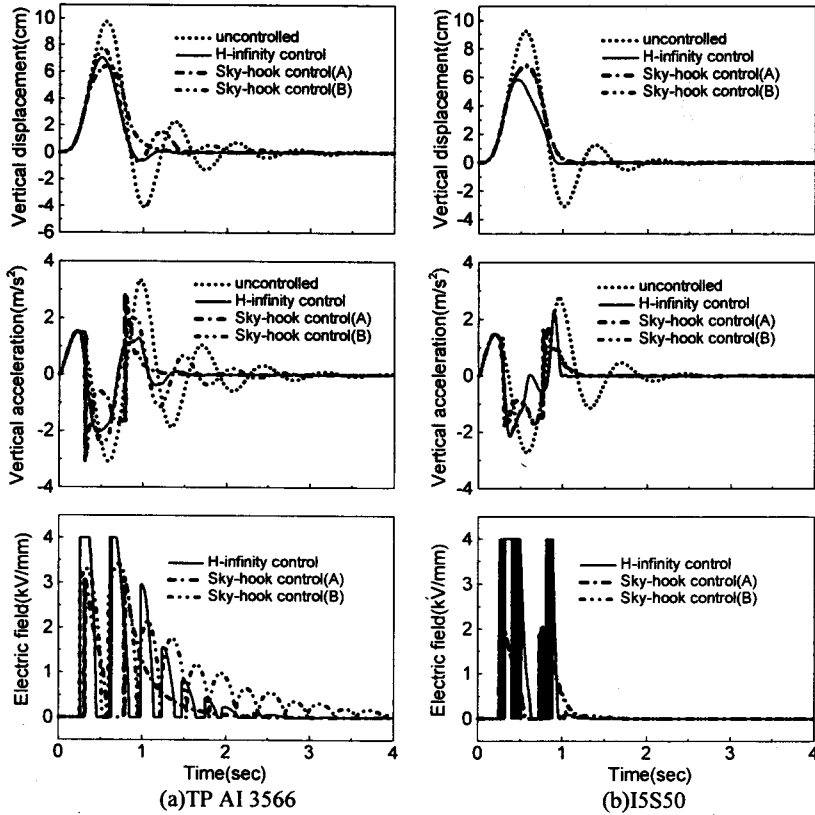 Vertical displacement(cm)
10
8
6
4
2
0
-2
-4
6
uncontrolled
H-infinity control
Sky-hook control(A)
Sky-hook control(B)
Vertical displacement(cm)
10
8
6
4
2
0
-2
-4
uncontrolled
H-infinity control
Sky-hook control(A)
Sky-hook control(B)
Vertical acceleration(m/s²)
4
2
0
-2
-4
uncontrolled
H-infinity control
Sky-hook control(A)
Sky-hook control(B)
Vertical acceleration(m/s²)
4
2
0
-2
-4
uncontrolled
H-infinity control
Sky-hook control(A)
Sky-hook control(B)
Electric field(kV/mm)
4
3
2
1
0
H-infinity control
Sky-hook control(A)
Sky-hook control(B)
0 1 2 3 4
Time(sec)
(a)TP AI 3566
Electric field(kV/mm)
4
3
2
1
0
H-infinity control
Sky-hook control(A)
Sky-hook control(B)
0 1 2 3 4
Time(sec)
(b)I5S50